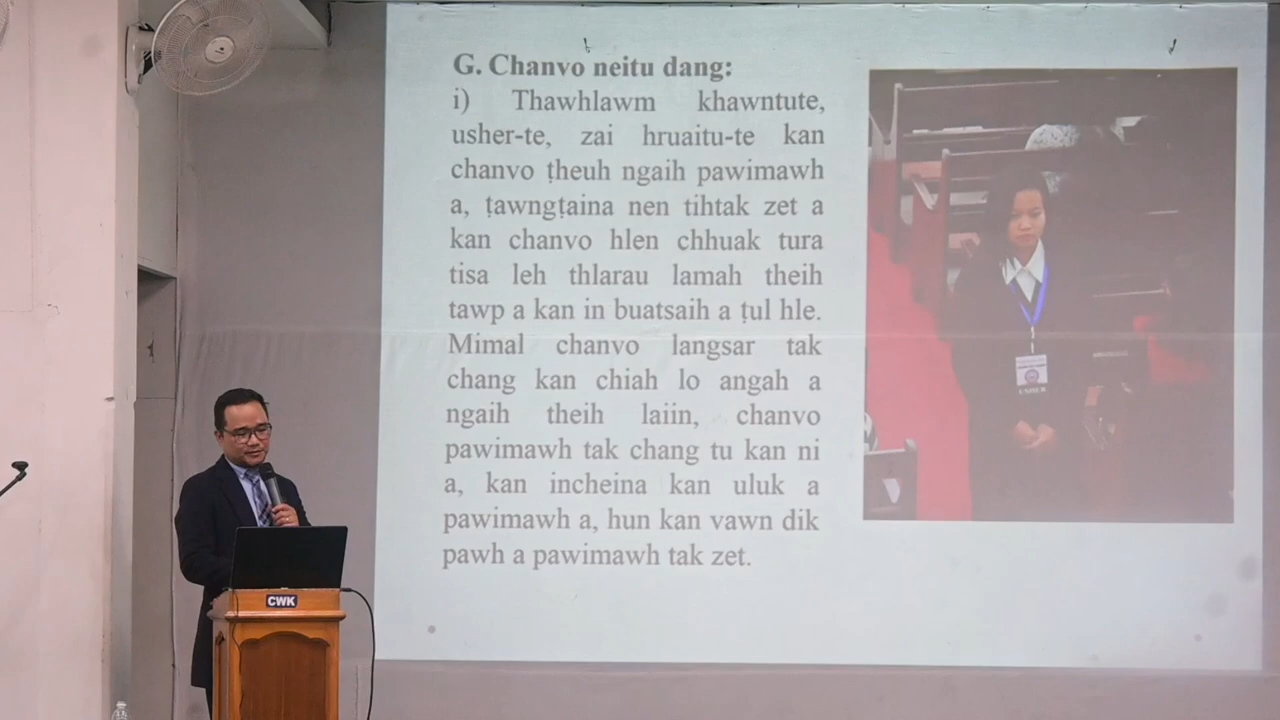 G. Chanvo neitu dang:
i) Thawhlawm khawntute,
usher-te, zai hruaitu-te kan
chanvo ṭheuh ngaih pawimawh
a, ṭawngṭaina nen tihtak zet a
kan chanvo hlen chhuak tura
tisa leh thlarau lamah theih
tawp a kan in buatsaih a ṭul hle.
Mimal chanvo langsar tak
chang kan chiah lo angah a
ngaih theih laiin, chanvo
pawimawh tak chang tu kan ni
a, kan incheina kan uluk a
pawimawh a, hun kan vawn dik
pawh a pawimawh tak zet.
USHER
CWK